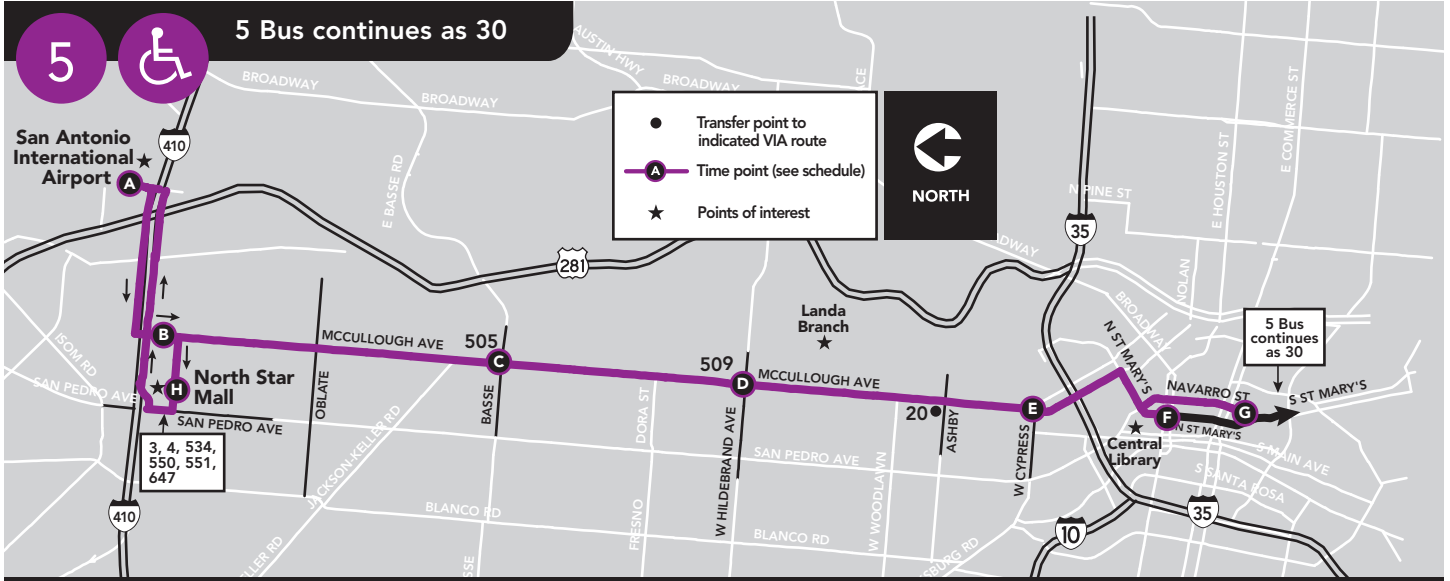 5
5 Bus continues as 30
San Antonio
International
Airport
A
410
BROADWAY
BROADWAY
AUSTIN HWY
E BASSE RD
Transfer point to
indicated VIA route
A
Time point (see schedule)
Points of interest
NORTH
N PINE ST
E HOUSTON ST
E COMMERCE ST
35
281
NOLAN
BROADWAY
Landa
Branch
5 Bus
continues
as 30
ISOM RD
B
MCCULLOUGH AVE
505
C
509
D
MCCULLOUGH AVE
N ST MARY'S
NAVARRO ST
S ST MARY'S
SAN PEDRO AVE
H
North Star
Mall
SAN PEDRO AVE
OBLATE
BASSE
DORA ST
W HILDEBRAND AVE
20
ASHBY
E
W CYPRESS
F
G
N ST MARY'S
Central
Library
S MAIN AVE
S SANTA ROSA
3, 4, 534,
550, 551,
647
JACKSON-KELLER RD
SAN PEDRO AVE
W WOODLAWN
410
BLANCO RD
FRESNO
BLANCO RD
10
35